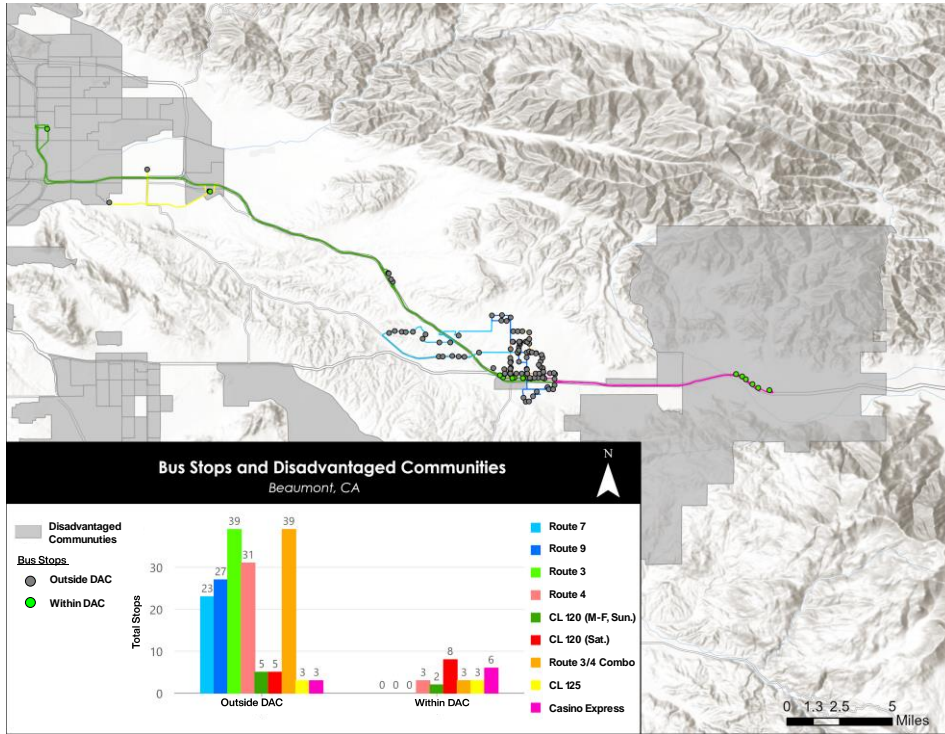 Bus Stops and Disadvantaged Communities
Beaumont, CA
N
Disadvantaged
Commcunuties
Bus Stops
Outside DAC
Within DAC
Total Stops
30
20
10
0
23
27
39
31
5
5
39
3
3
Outside DAC
0
0
0
3
2
8
3
3
6
Within DAC
Route 7
Route 9
Route 3
Route 4
CL 120 (M-F, Sun.)
CL 120 (Sat.)
Route 3/4 Combo
CL 125
Casino Express
0 1.3 2.5 5
Miles